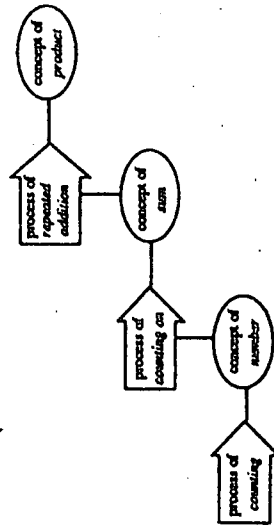 process of
counting
concept of
number
process of
counting on
concept of
sum
process of
repeated
addition
concept of
product